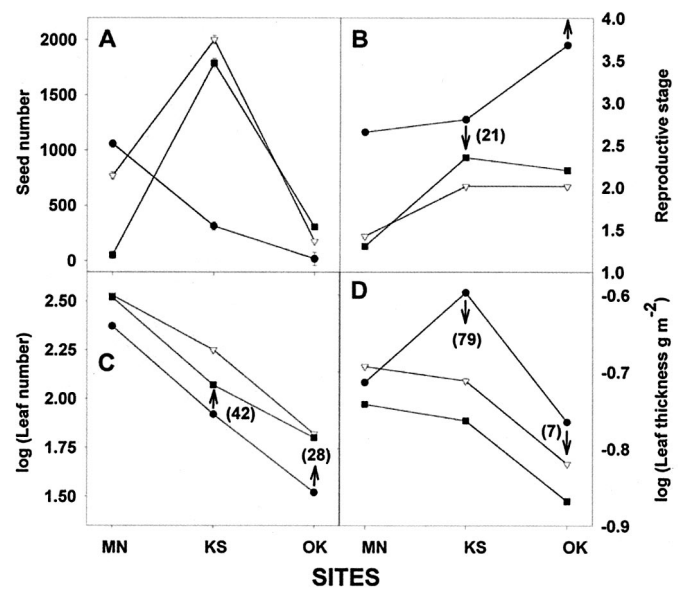 A
B
C
D
Seed number
2000
1500
1000
500
0
Reproductive stage
4.0
3.5
3.0
2.5
2.0
1.5
1.0
(21)
log (Leaf number)
2.50
2.25
2.00
1.75
1.50
(42)
(28)
log (Leaf thickness g m-2)
-0.6
-0.7
-0.8
-0.9
(79)
(7)
MN KS OK MN KS OK
SITES